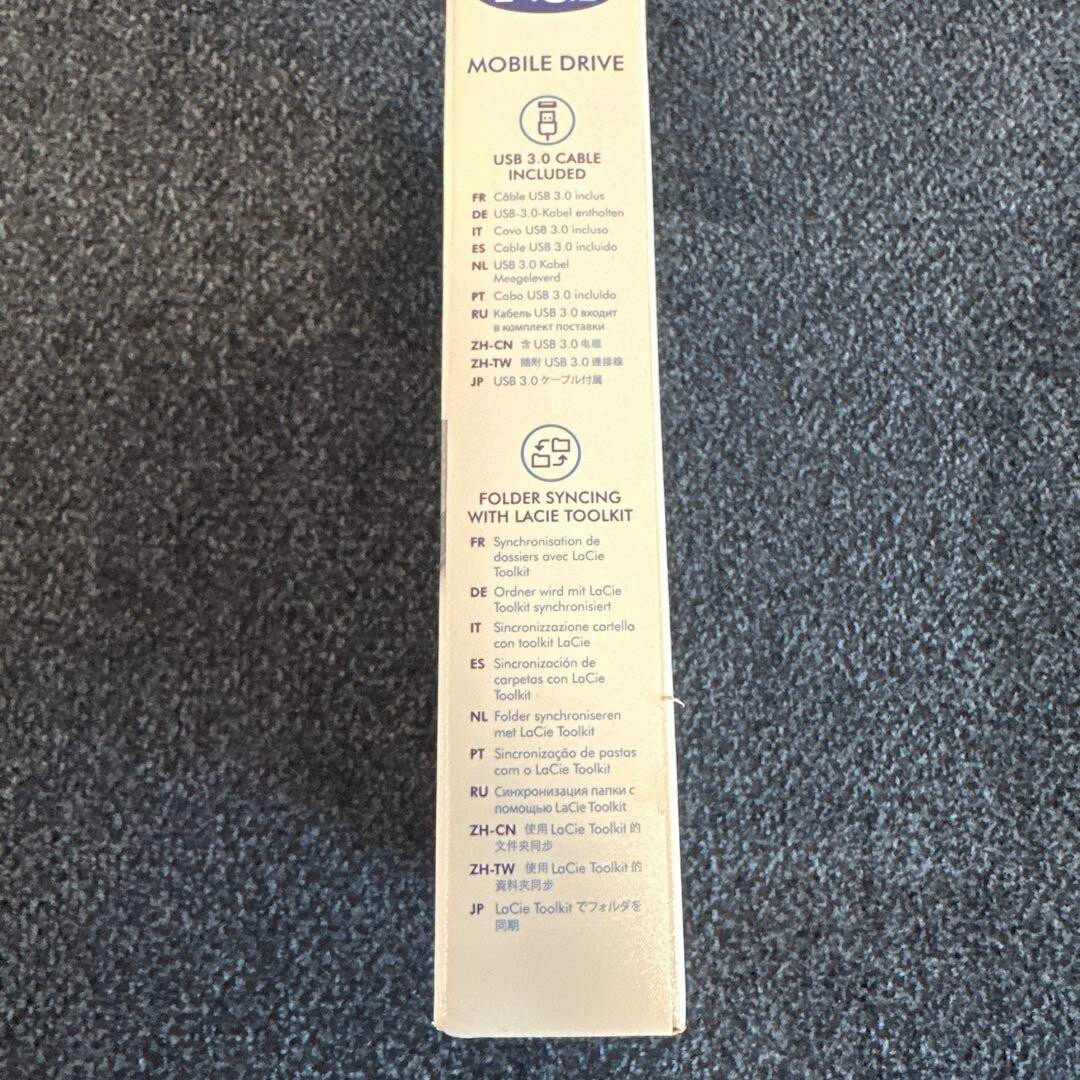 MOBILE DRIVE
USB 3.0 CABLE
INCLUDED
FR Câble USB 3.0 inclus
DE USB-3.0-Kabel enthalten
IT Cavo USB 3.0 incluso
ES Cable USB 3.0 incluido
NL USB 3.0 Kabel
Meegeleverd
PT Cabo USB 3.0 incluído
RU Кабель USB 3.0 входит
в комплект поставки
ZH-CN 含 USB 3.0 电缆
ZH-TW 隨附 USB 3.0 連接線
JP USB 3.0 ケーブル付属
FOLDER SYNCING
WITH LACIE TOOLKIT
FR Synchronisation de
dossiers avec LaCie
Toolkit
DE Ordner wird mit LaCie
Toolkit synchronisiert
IT Sincronizzazione cartella
con toolkit LaCie
ES Sincronización de
carpetas con LaCie
Toolkit
NL Folder synchroniseren
met LaCie Toolkit
PT Sincronização de pastas
com o LaCie Toolkit
RU Синхронизация папки с
помощью LaCie Toolkit
ZH-CN 使用 LaCie Toolkit 的
文件夹同步
ZH-TW 使用 LaCie Toolkit 的
資料夾同步
JP LaCie Toolkit でフォルダを
同期